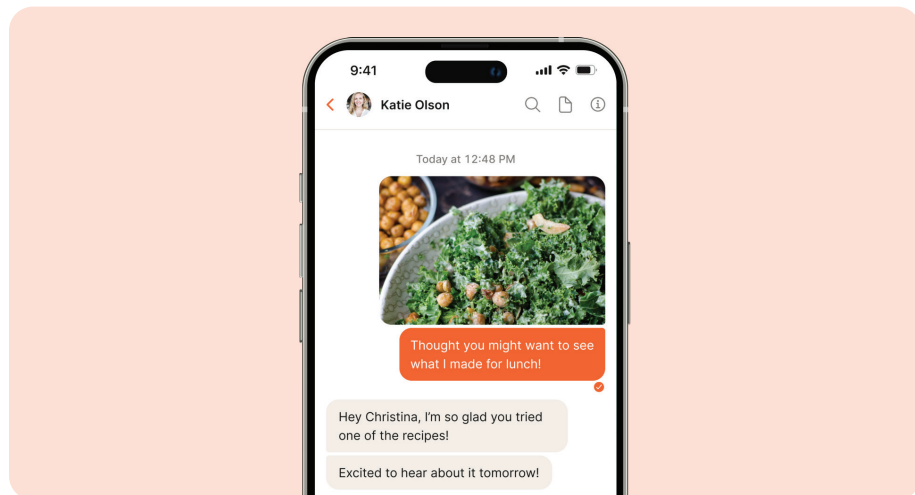 9:41
Katie Olson
Today at 12:48 PM
Thought you might want to see
what I made for lunch!
Hey Christina, I'm so glad you tried
one of the recipes!
Excited to hear about it tomorrow!